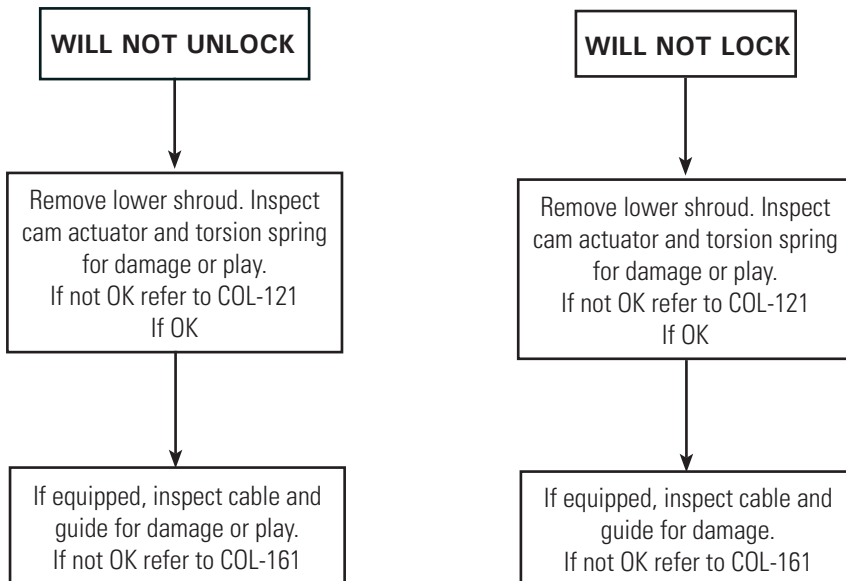 WILL NOT UNLOCK
Remove lower shroud. Inspect
cam actuator and torsion spring
for damage or play.
If not OK refer to COL-121
If OK
If equipped, inspect cable and
guide for damage or play.
If not OK refer to COL-161
WILL NOT LOCK
Remove lower shroud. Inspect
cam actuator and torsion spring
for damage or play.
If not OK refer to COL-121
If OK
If equipped, inspect cable and
guide for damage.
If not OK refer to COL-161